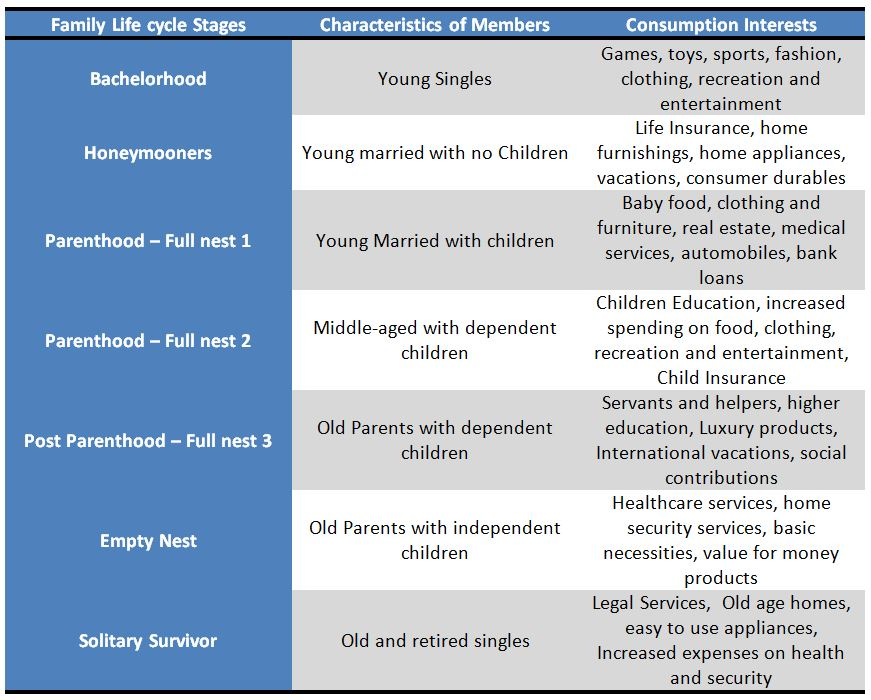 Family Life cycle Stages Characteristics of Members Consumption Interests
Bachelorhood
Young Singles
Games, toys, sports, fashion,
clothing, recreation and
entertainment
Honeymooners
Young married with no Children
Life Insurance, home
furnishings, home appliances,
vacations, consumer durables
Parenthood – Full nest 1
Young Married with children
Baby food, clothing and
furniture, real estate, medical
services, automobiles, bank
loans
Parenthood – Full nest 2
Middle-aged with dependent
children
Children Education, increased
spending on food, clothing,
recreation and entertainment,
Child Insurance
Post Parenthood – Full nest 3
Old Parents with dependent
children
Servants and helpers, higher
education, Luxury products,
International vacations, social
contributions
Empty Nest
Old Parents with independent
children
Healthcare services, home
security services, basic
necessities, value for money
products
Solitary Survivor
Old and retired singles
Legal Services, Old age homes,
easy to use appliances,
Increased expenses on health
and security